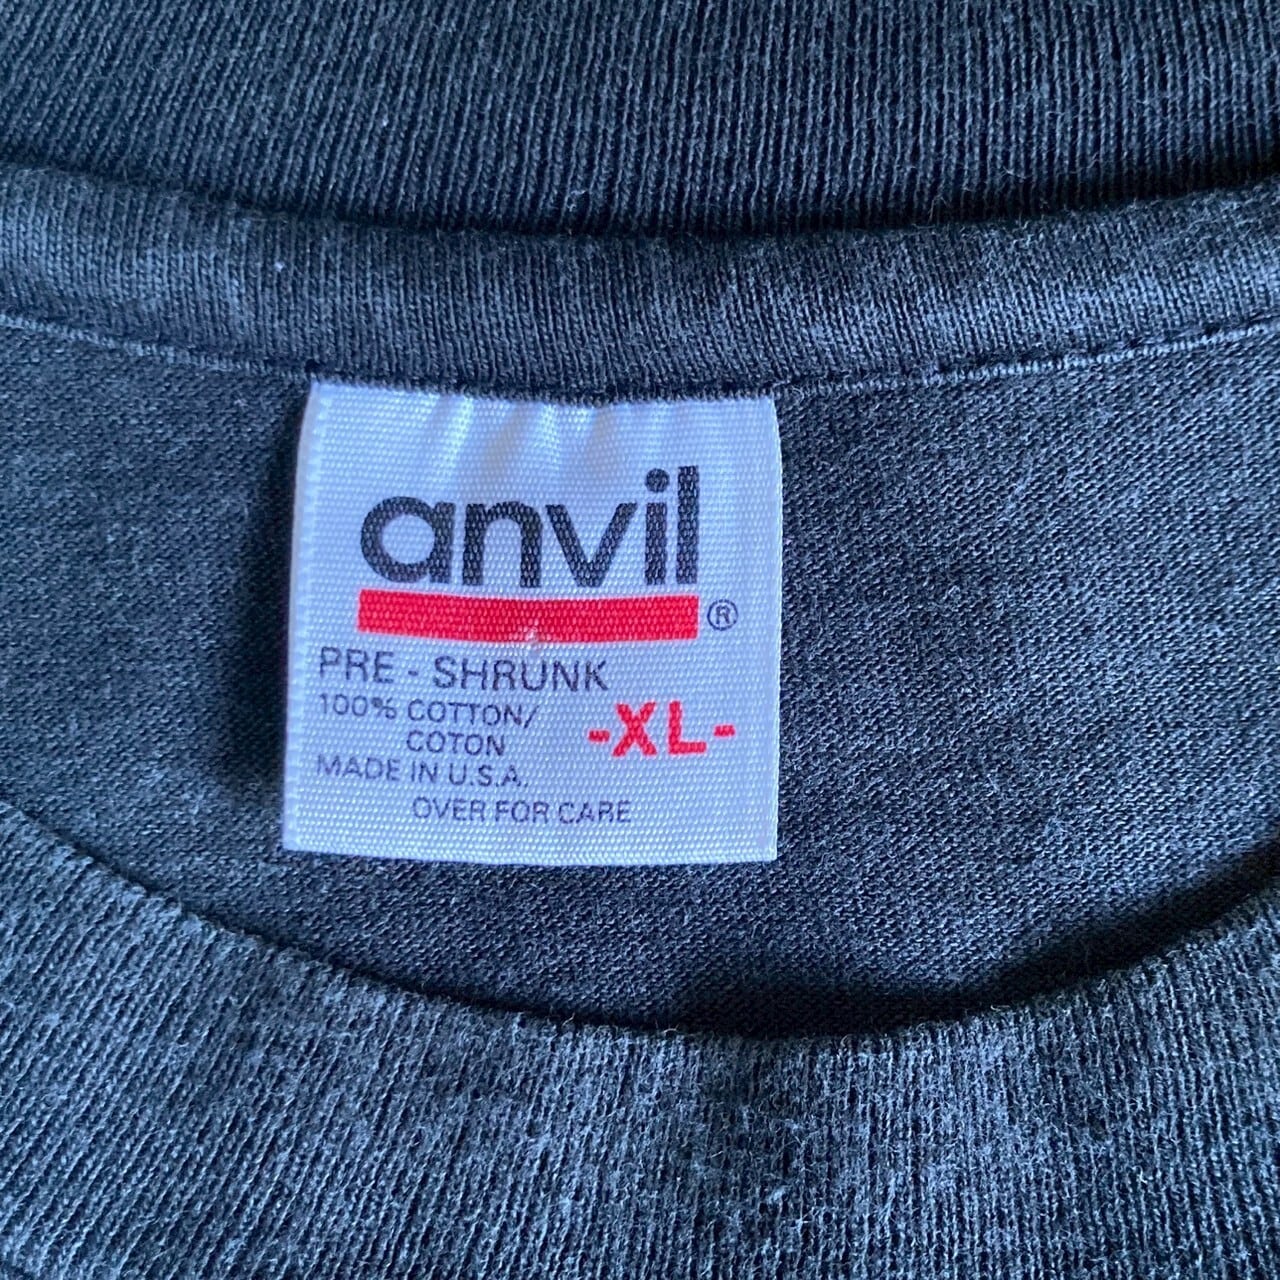 anvil
®
PRE - SHRUNK
100% COTTON/
COTON
-XL-
MADE IN U.S.A.
OVER FOR CARE